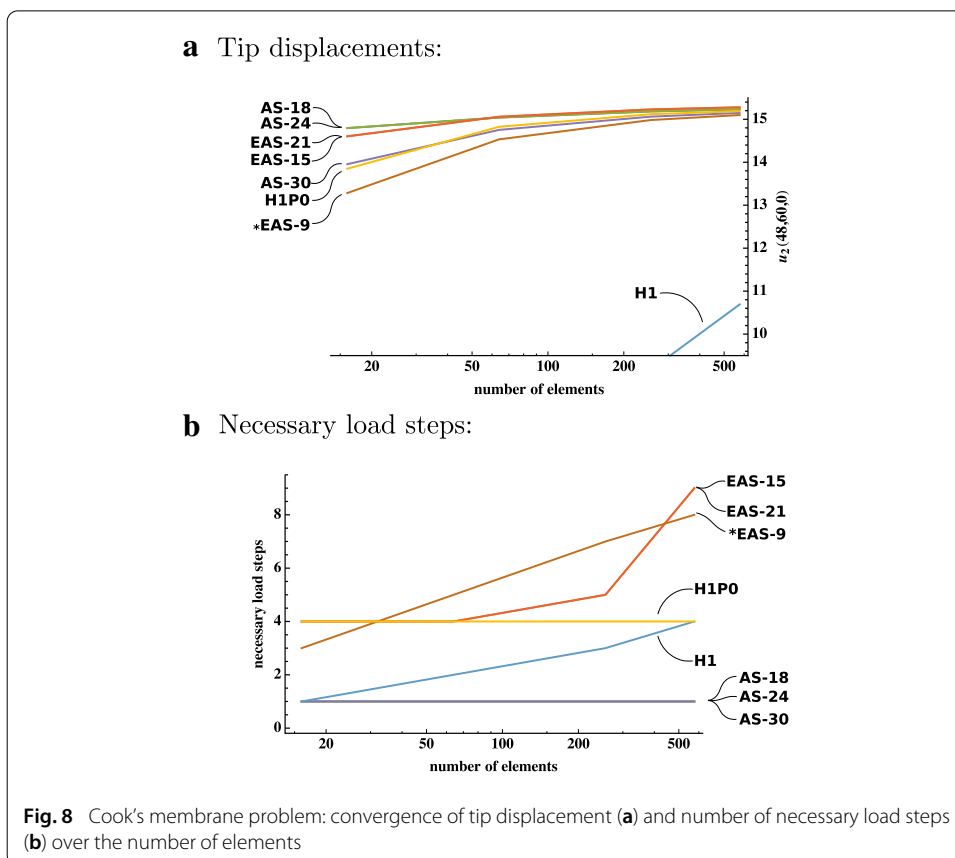 a Tip displacements:
AS-18
AS-24
EAS-21
EAS-15
AS-30
H1P0
*EAS-9
H1
15
14
13
12
11
10
u₂(48,60,0)
20 50 100 200 500
number of elements
b Necessary load steps:
8
6
4
2
0
necessary load steps
EAS-15
EAS-21
*EAS-9
H1P0
H1
AS-18
AS-24
AS-30
20 50 100 200 500
number of elements
Fig. 8 Cook's membrane problem: convergence of tip displacement (a) and number of necessary load steps
(b) over the number of elements